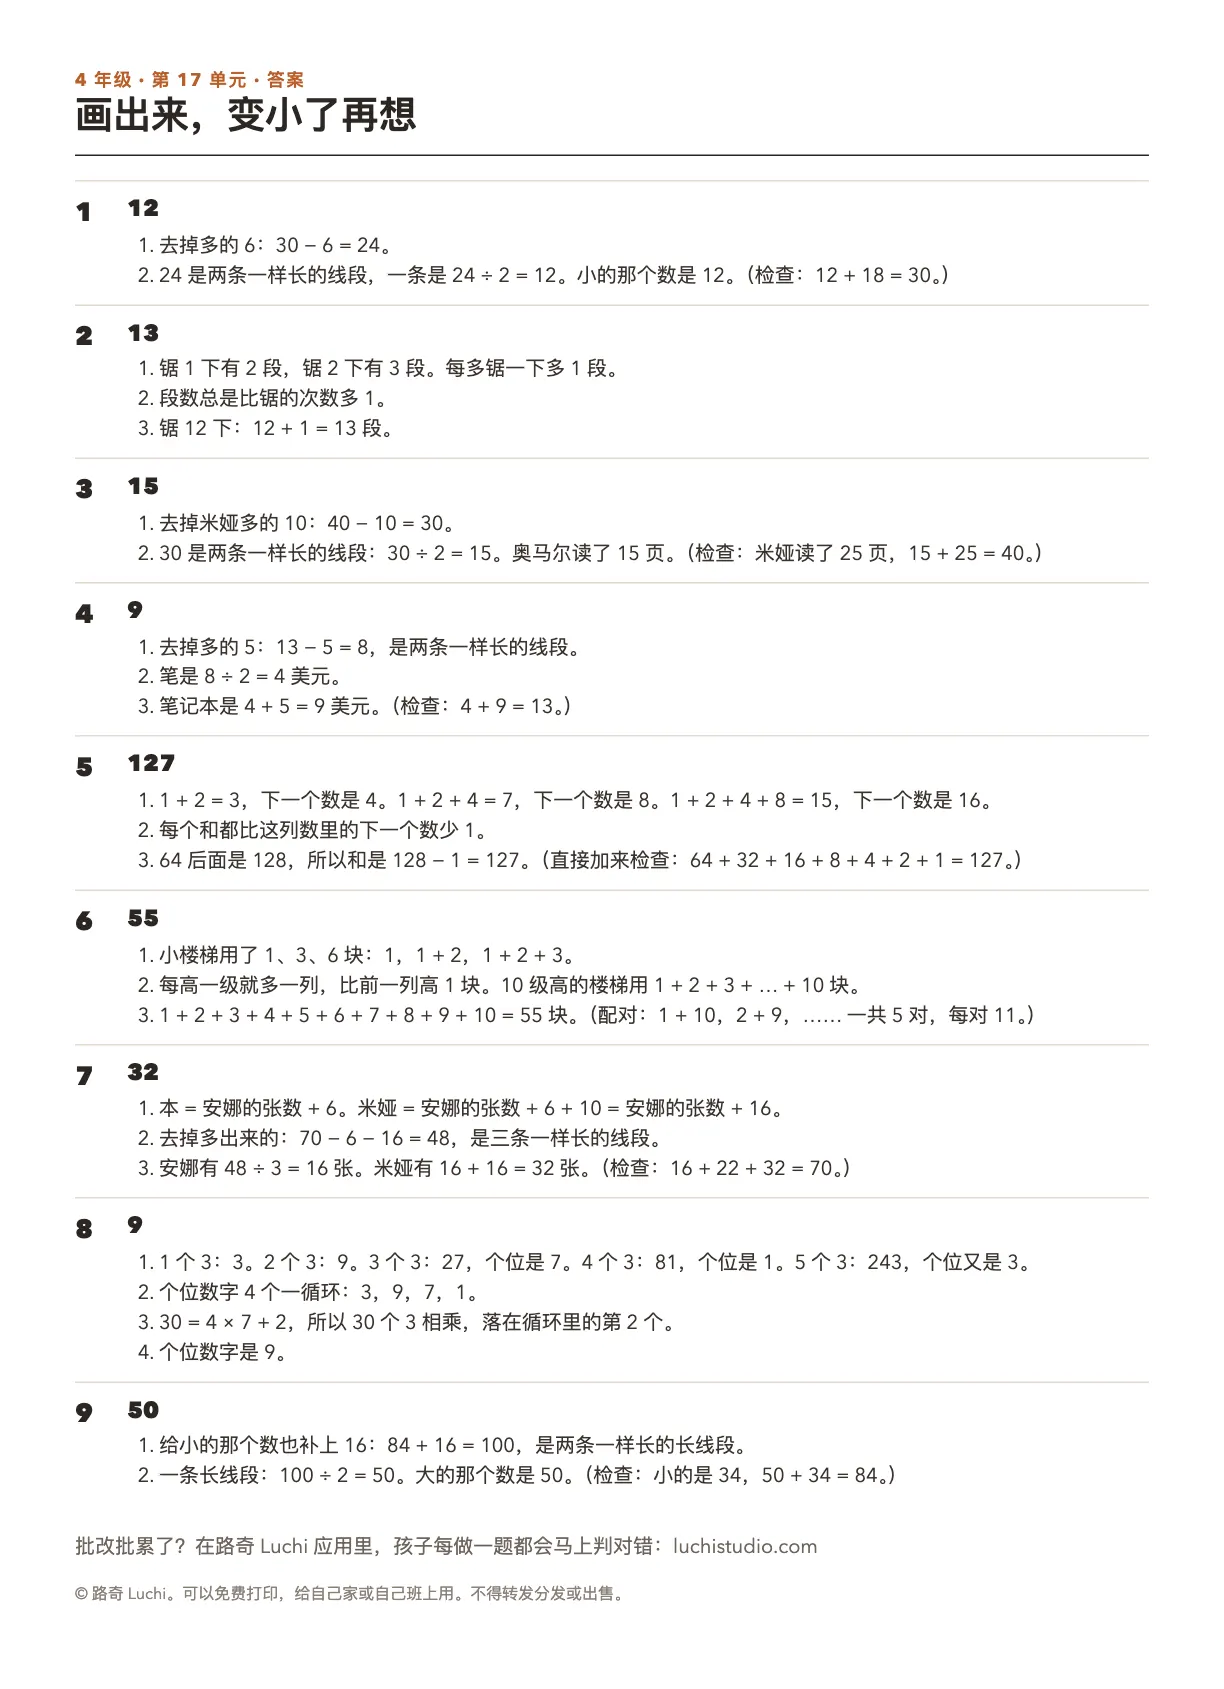 4 年级 · 第 17 单元 · 答案
画出来，变小了再想
1 12
1. 去掉多的 6：30 − 6 = 24。
2. 24 是两条一样长的线段，一条是 24 ÷ 2 = 12。小的那个数是 12。（检查：12 + 18 = 30。）
2 13
1. 锯 1 下有 2 段，锯 2 下有 3 段。每多锯一下多 1 段。
2. 段数总是比锯的次数多 1。
3. 锯 12 下：12 + 1 = 13 段。
3 15
1. 去掉米娅多的 10：40 − 10 = 30。
2. 30 是两条一样长的线段：30 ÷ 2 = 15。奥马尔读了 15 页。（检查：米娅读了 25 页，15 + 25 = 40。）
4 9
1. 去掉多的 5：13 − 5 = 8，是两条一样长的线段。
2. 笔是 8 ÷ 2 = 4 美元。
3. 笔记本是 4 + 5 = 9 美元。（检查：4 + 9 = 13。）
5 127
1. 1 + 2 = 3，下一个数是 4。1 + 2 + 4 = 7，下一个数是 8。1 + 2 + 4 + 8 = 15，下一个数是 16。
2. 每个和都比这列数里的下一个数少 1。
3. 64 后面是 128，所以和是 128 − 1 = 127。（直接加来检查：64 + 32 + 16 + 8 + 4 + 2 + 1 = 127。）
6 55
1. 小楼梯用了 1、3、6 块：1，1 + 2，1 + 2 + 3。
2. 每高一级就多一列，比前一列高 1 块。10 级高的楼梯用 1 + 2 + 3 + … + 10 块。
3. 1 + 2 + 3 + 4 + 5 + 6 + 7 + 8 + 9 + 10 = 55 块。（配对：1 + 10，2 + 9，…… 一共 5 对，每对 11。）
7 32
1. 本 = 安娜的张数 + 6。米娅 = 安娜的张数 + 6 + 10 = 安娜的张数 + 16。
2. 去掉多出来的：70 − 6 − 16 = 48，是三条一样长的线段。
3. 安娜有 48 ÷ 3 = 16 张。米娅有 16 + 16 = 32 张。（检查：16 + 22 + 32 = 70。）
8 9
1. 1 个 3：3。2 个 3：9。3 个 3：27，个位是 7。4 个 3：81，个位是 1。5 个 3：243，个位又是 3。
2. 个位数字 4 个一循环：3，9，7，1。
3. 30 = 4 × 7 + 2，所以 30 个 3 相乘，落在循环里的第 2 个。
4. 个位数字是 9。
9 50
1. 给小的那个数也补上 16：84 + 16 = 100，是两条一样长的长线段。
2. 一条长线段：100 ÷ 2 = 50。大的那个数是 50。（检查：小的是 34，50 + 34 = 84。）
批改批累了？在路奇 Luchi 应用里，孩子每做一题都会马上判对错：luchistudio.com
© 路奇 Luchi。可以免费打印，给自己家或自己班上用。不得转发分发或出售。